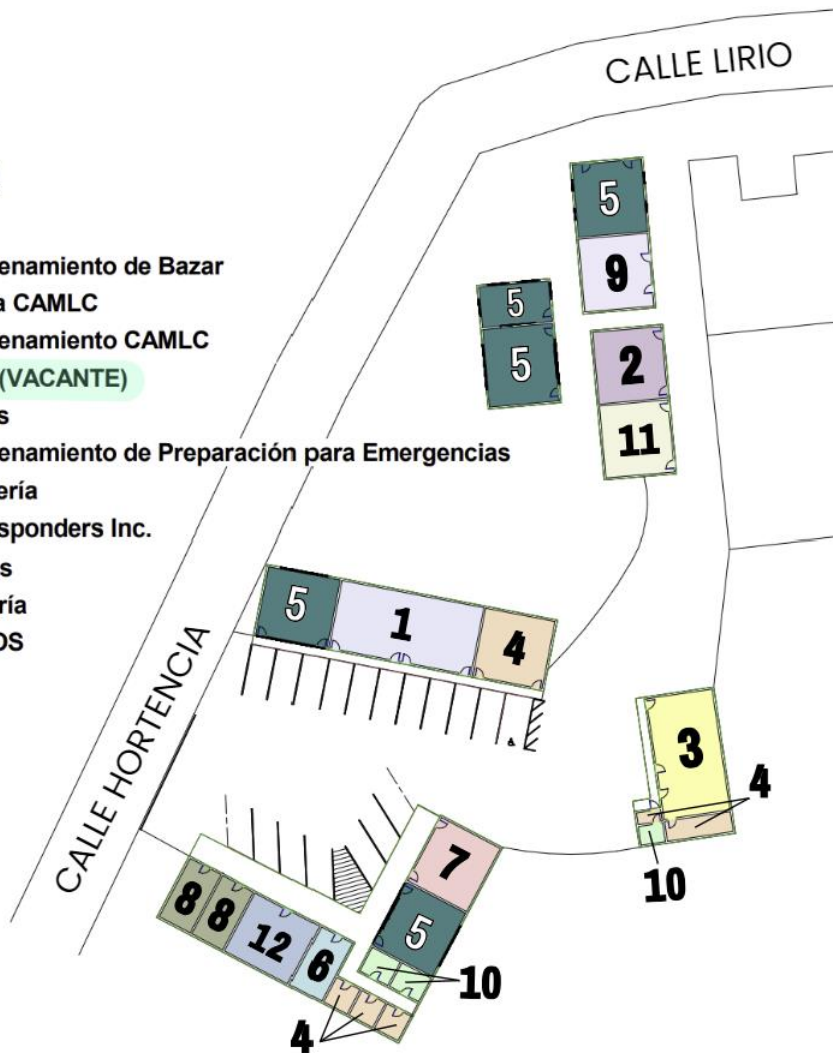 CALLE LIRIO
5
enamiento de Bazar
a CAMLC
9
5
enamiento CAMLC
2
5
(VACANTE)
s
11
enamiento de Preparación para Emergencias
ería
sponders Inc.
s
5
1
ría
4
OS
CALLE HORTENCIA
3
4
7
10
8
8
5
12
6
10
4